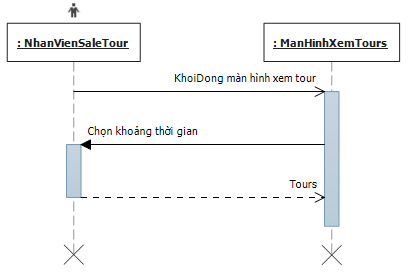 : NhanVienSaleTour
: ManHinhXemTours
KhoiDong màn hình xem tour
Chọn khoảng thời gian
Tours